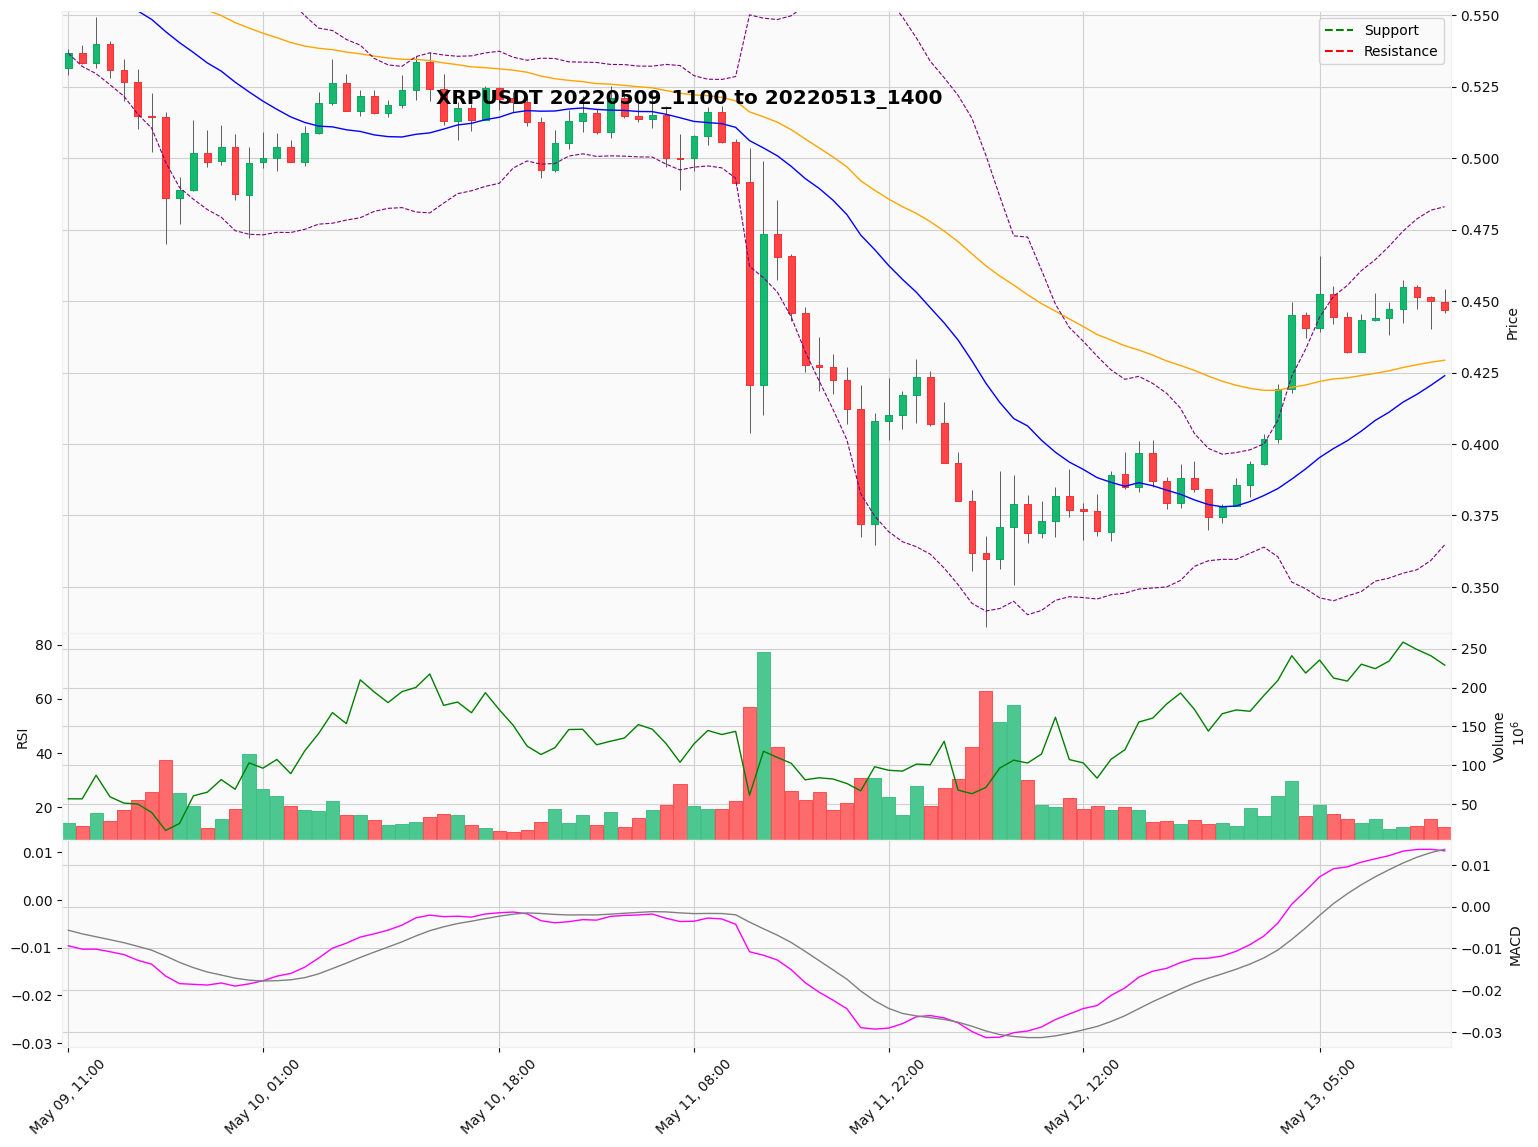 XRPUSDT 20220509_1100 to 20220513_1400
Support
Resistance
0.550
0.525
0.500
0.475
0.450
0.425
0.400
0.375
0.350
Price
80
60
40
20
RSI
250
200
150
100
50
Volume
10^6
0.01
0.00
−0.01
−0.02
−0.03
0.01
0.00
−0.01
−0.02
−0.03
MACD
May 09, 11:00
May 10, 01:00
May 10, 18:00
May 11, 08:00
May 11, 22:00
May 12, 12:00
May 13, 05:00